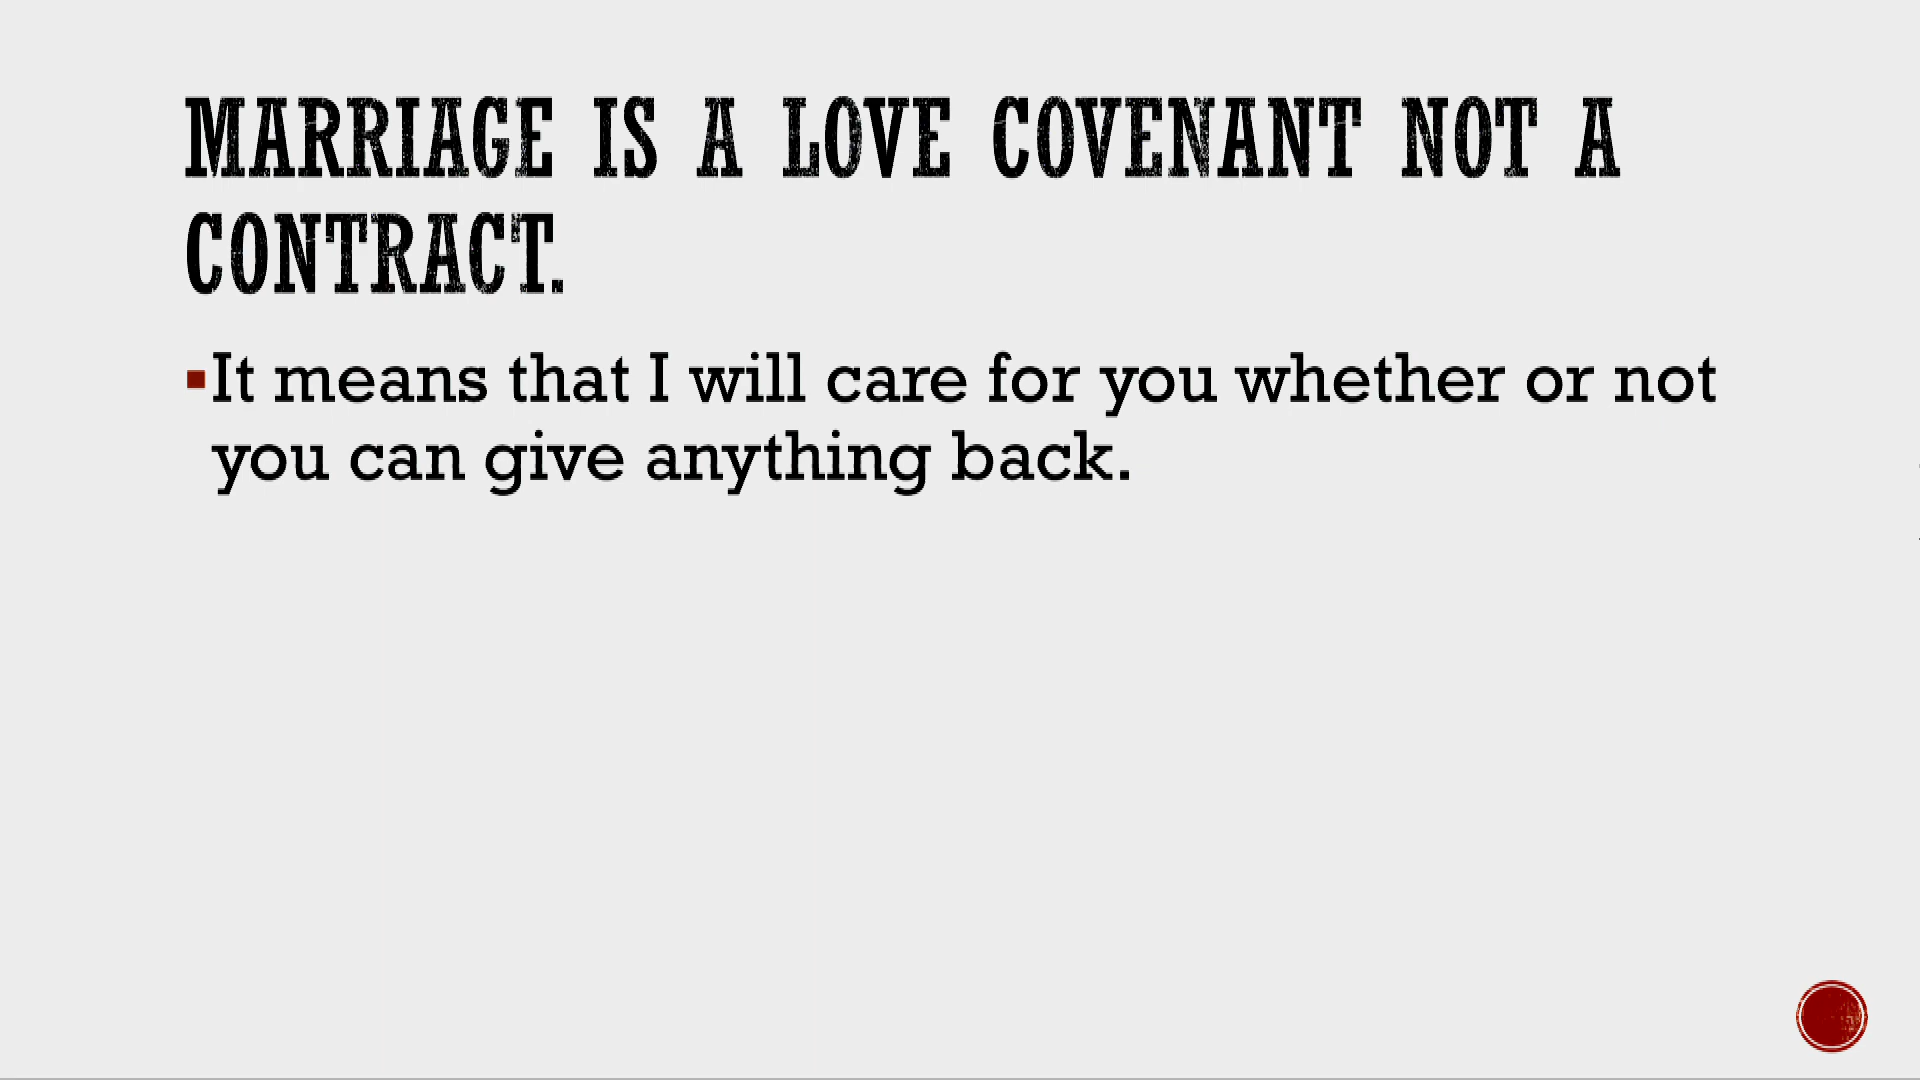 MARRIAGE IS A LOVE COVENANT NOT A
CONTRACT.
▪It means that I will care for you whether or not
you can give anything back.